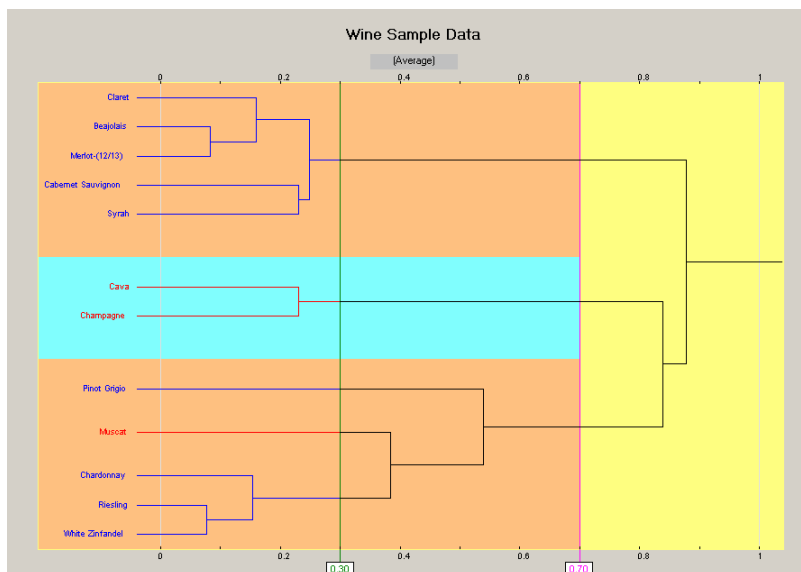 Wine Sample Data
(Average)
0 0.2 0.4 0.6 0.8 1
Claret
Beajolais
Merlot-(12/13)
Cabernet Sauvignon
Syrah
Cava
Champagne
Pinot Grigio
Muscat
Chardonnay
Riesling
White Zinfandel
0 0.2 0.4 0.6 0.8 1
0.30 0.70